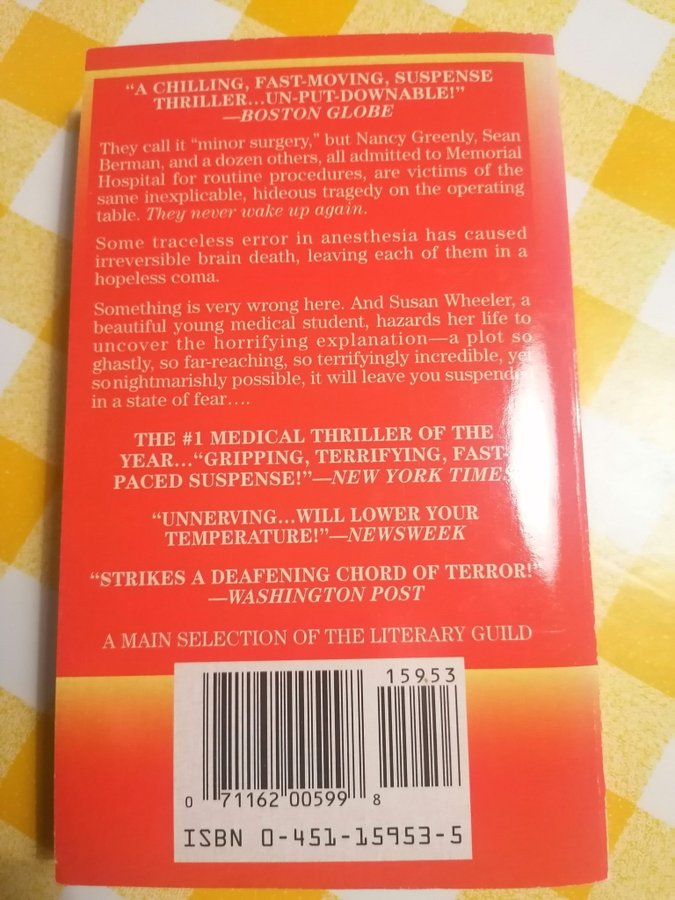 “A CHILLING, FAST-MOVING, SUSPENSE
THRILLER...UN-PUT-DOWNABLE!”
—BOSTON GLOBE
They call it “minor surgery,” but Nancy Greenly, Sean
Berman, and a dozen others, all admitted to Memorial
Hospital for routine procedures, are victims of the
same inexplicable, hideous tragedy on the operating
table. They never wake up again.
Some traceless error in anesthesia has caused
irreversible brain death, leaving each of them in a
hopeless coma.
Something is very wrong here. And Susan Wheeler, a
beautiful young medical student, hazards her life to
uncover the horrifying explanation—a plot so
ghastly, so far-reaching, so terrifyingly incredible, yet
so nightmarishly possible, it will leave you suspended
in a state of fear....
THE #1 MEDICAL THRILLER OF THE
YEAR...“GRIPPING, TERRIFYING, FAST-
PACED SUSPENSE!”—NEW YORK TIMES
“UNNERVING...WILL LOWER YOUR
TEMPERATURE!”—NEWSWEEK
“STRIKES A DEAFENING CHORD OF TERROR!”
—WASHINGTON POST
A MAIN SELECTION OF THE LITERARY GUILD
15953
0 71162 00599 8
ISBN 0-451-15953-5